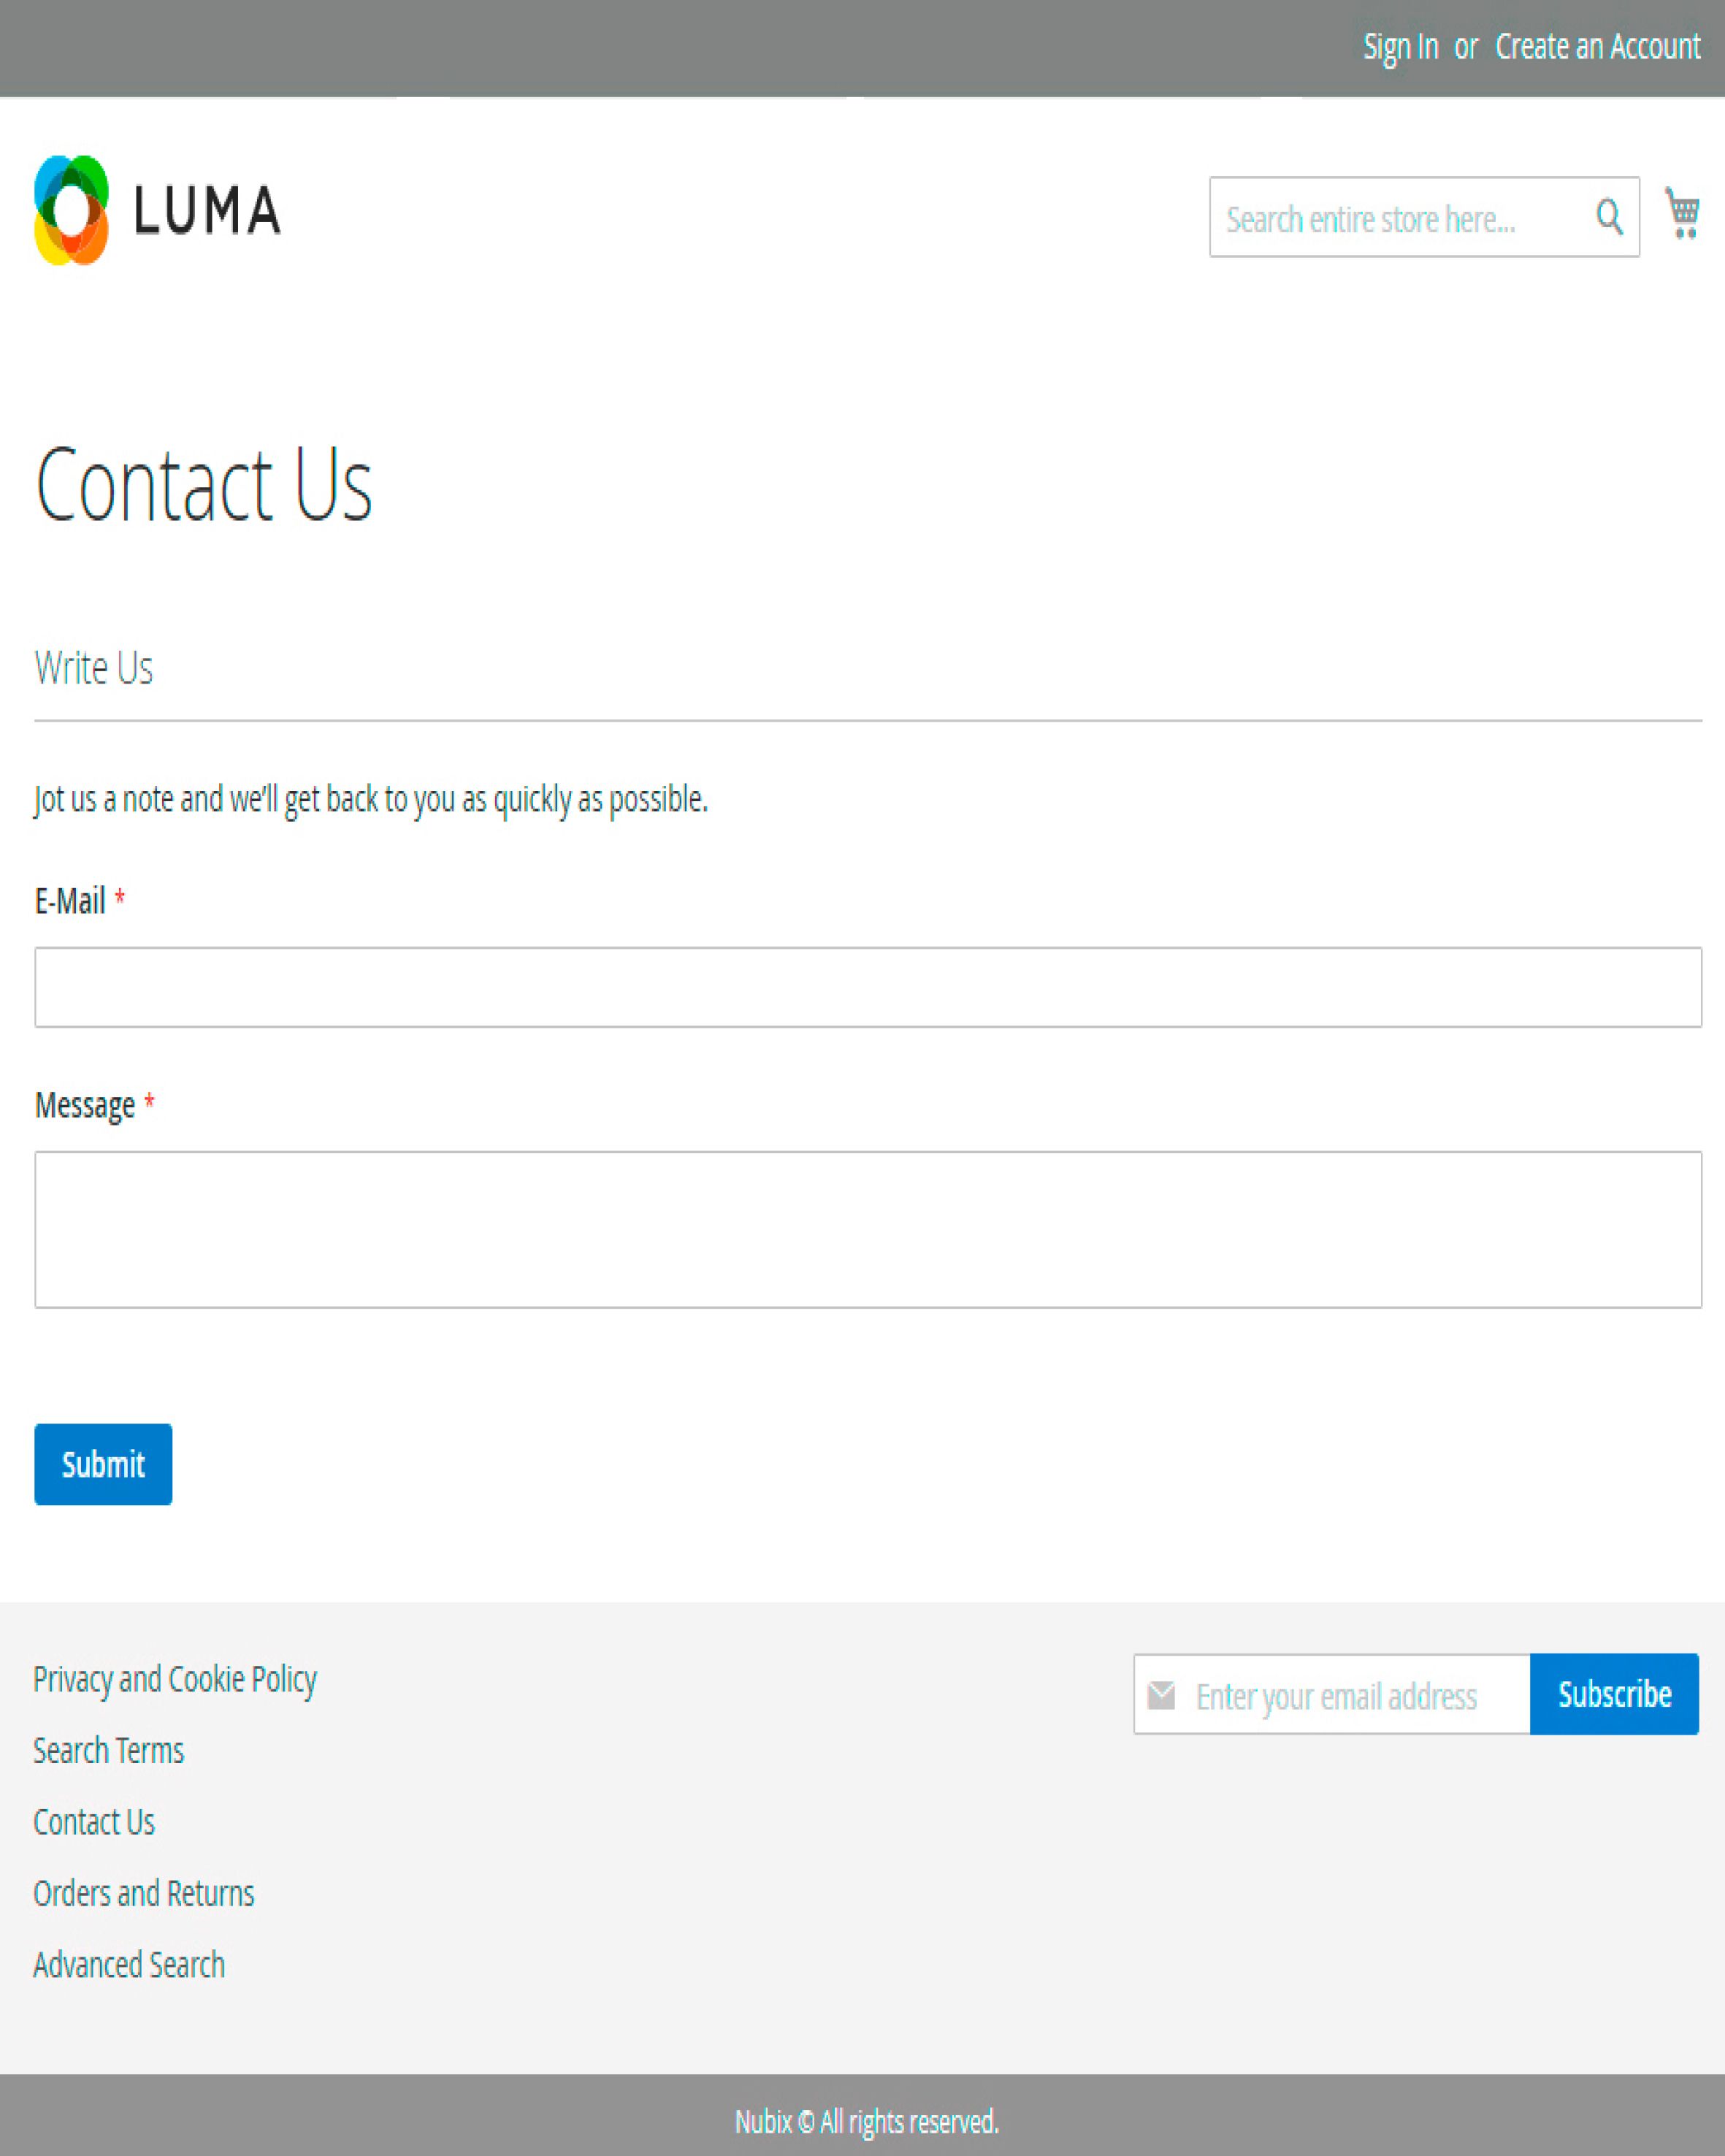 Sign In or Create an Account
LUMA
Search entire store here...
Contact Us
Write Us
Jot us a note and we'll get back to you as quickly as possible.
E-Mail *
Message *
Submit
Privacy and Cookie Policy
Enter your email address Subscribe
Search Terms
Contact Us
Orders and Returns
Advanced Search
Nubix © All rights reserved.